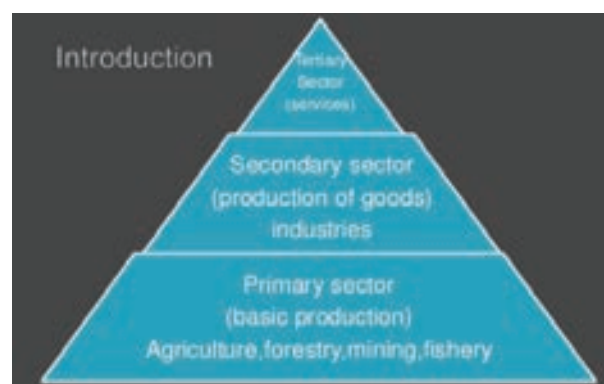 Introduction
Tertiary
Sector
(services)
Secondary sector
(production of goods)
industries
Primary sector
(basic production)
Agriculture,forestry,mining,fishery